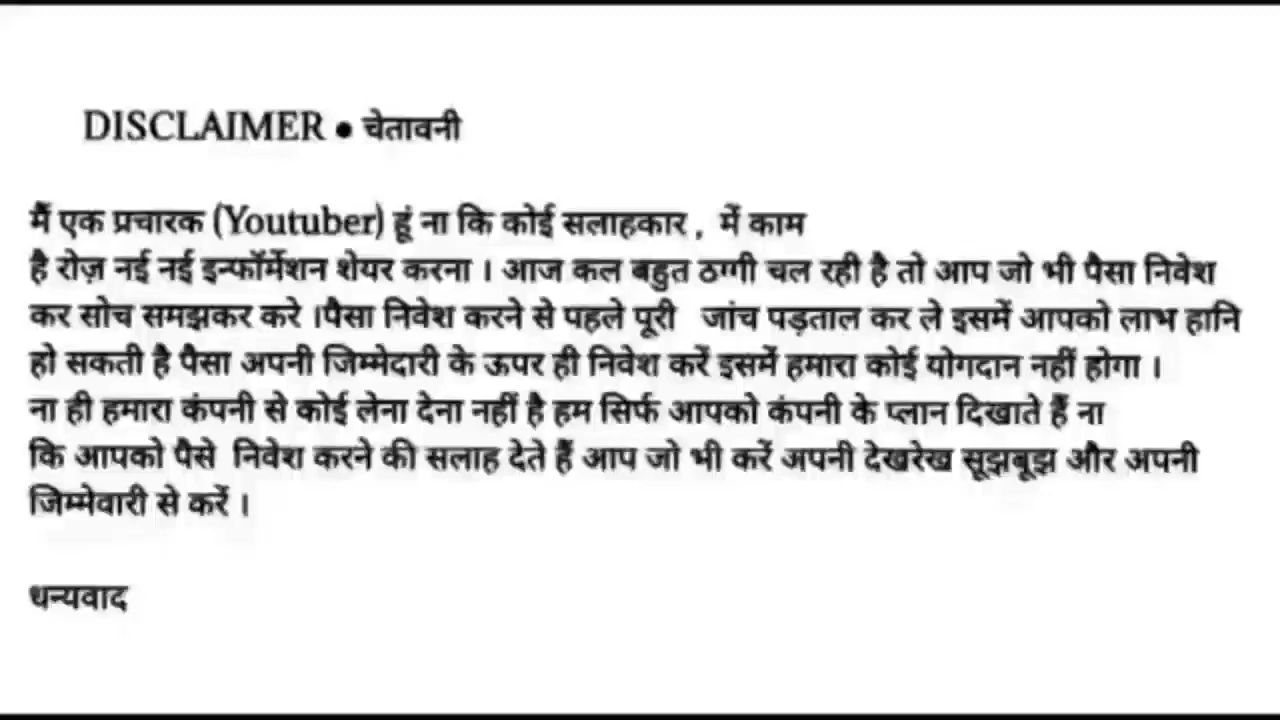 DISCLAIMER • चेतावनी
मैं एक प्रचारक (Youtuber) हूं ना कि कोई सलाहकार , में काम
है रोज़ नई नई इन्फॉर्मेशन शेयर करना । आज कल बहुत ठग्गी चल रही है तो आप जो भी पैसा निवेश
कर सोच समझकर करे ।पैसा निवेश करने से पहले पूरी जांच पड़ताल कर ले इसमें आपको लाभ हानि
हो सकती है पैसा अपनी जिम्मेदारी के ऊपर ही निवेश करें इसमें हमारा कोई योगदान नहीं होगा ।
ना ही हमारा कंपनी से कोई लेना देना नहीं है हम सिर्फ आपको कंपनी के प्लान दिखाते हैं ना
कि आपको पैसे निवेश करने की सलाह देते हैं आप जो भी करें अपनी देखरेख सूझबूझ और अपनी
जिम्मेवारी से करें ।
धन्यवाद